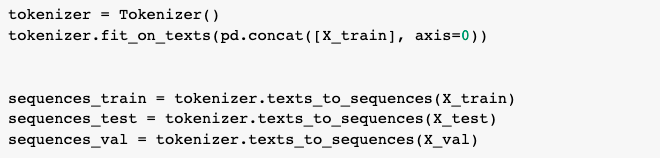 tokenizer = Tokenizer()
tokenizer.fit_on_texts(pd.concat([X_train], axis=0))
sequences_train = tokenizer.texts_to_sequences(X_train)
sequences_test = tokenizer.texts_to_sequences(X_test)
sequences_val = tokenizer.texts_to_sequences(X_val)